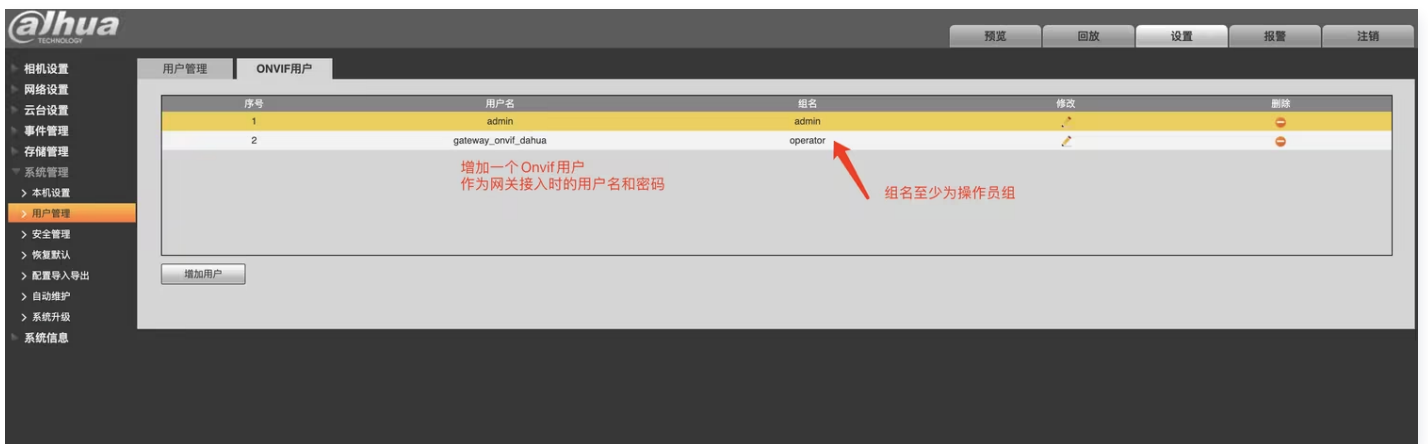 alhua
TECHNOLOGY
预览 回放 设置 报警 注销
相机设置
网络设置
云台设置
事件管理
存储管理
系统管理
> 本机设置
> 用户管理
> 安全管理
> 恢复默认
> 配置导入导出
> 自动维护
> 系统升级
系统信息
用户管理 ONVIF用户
序号 用户名 组名 修改 删除
1 admin admin
2 gateway_onvif_dahua operator
增加一个Onvif用户
作为网关接入时的用户名和密码
组名至少为操作员组
增加用户